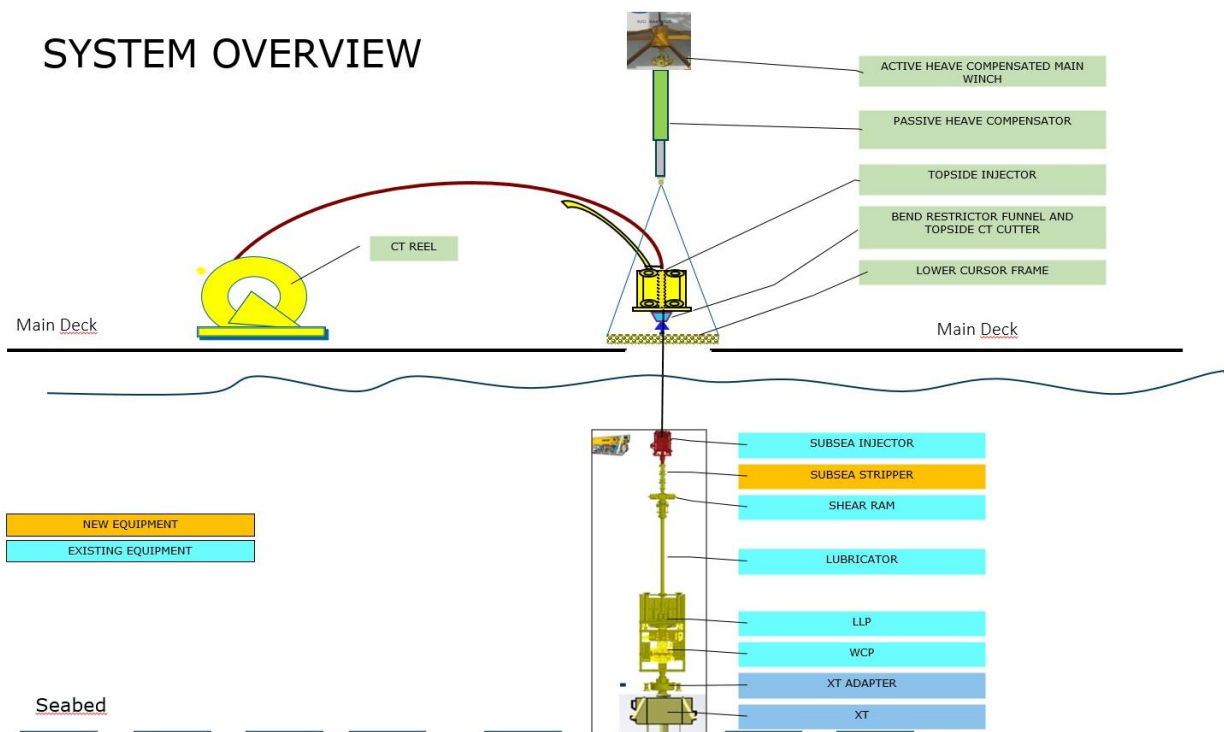 SYSTEM OVERVIEW
ACTIVE HEAVE COMPENSATED MAIN
WINCH
PASSIVE HEAVE COMPENSATOR
TOPSIDE INJECTOR
BEND RESTRICTOR FUNNEL AND
TOPSIDE CT CUTTER
CT REEL
LOWER CURSOR FRAME
Main Deck
Main Deck
SUBSEA INJECTOR
SUBSEA STRIPPER
SHEAR RAM
NEW EQUIPMENT
EXISTING EQUIPMENT
LUBRICATOR
LLP
WCP
XT ADAPTER
Seabed
XT